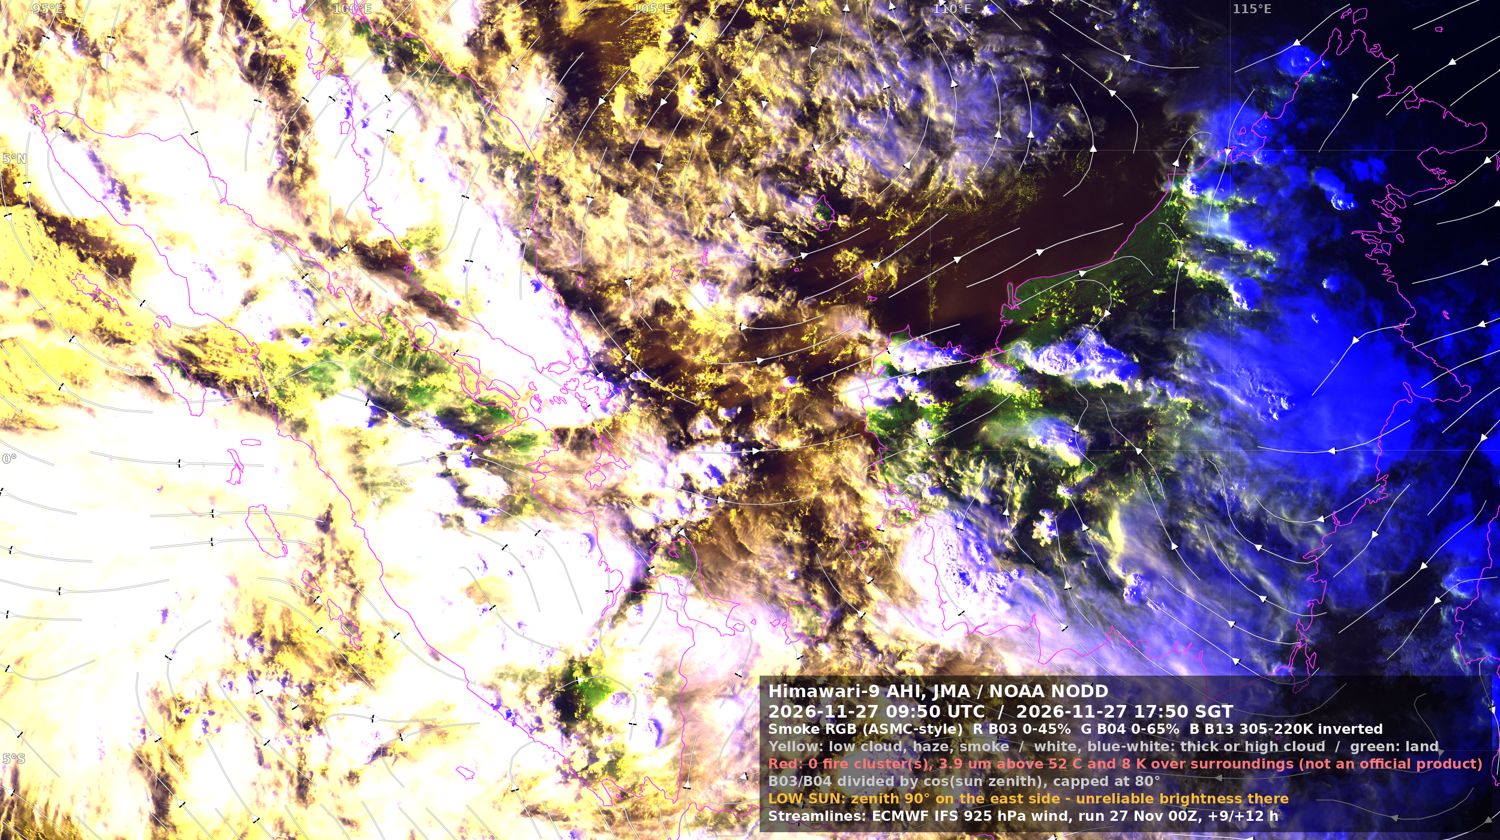 95°E
100°E
105°E
110°E
115°E
5°N
0°
5°S
Himawari-9 AHI, JMA / NOAA NODD
2026-11-27 09:50 UTC / 2026-11-27 17:50 SGT
Smoke RGB (ASMC-style) R B03 0-45% G B04 0-65% B B13 305-220K inverted
Yellow: low cloud, haze, smoke / white, blue-white: thick or high cloud / green: land
Red: 0 fire cluster(s), 3.9 um above 52 C and 8 K over surroundings (not an official product)
B03/B04 divided by cos(sun zenith), capped at 80°
LOW SUN: zenith 90° on the east side - unreliable brightness there
Streamlines: ECMWF IFS 925 hPa wind, run 27 Nov 00Z, +9/+12 h